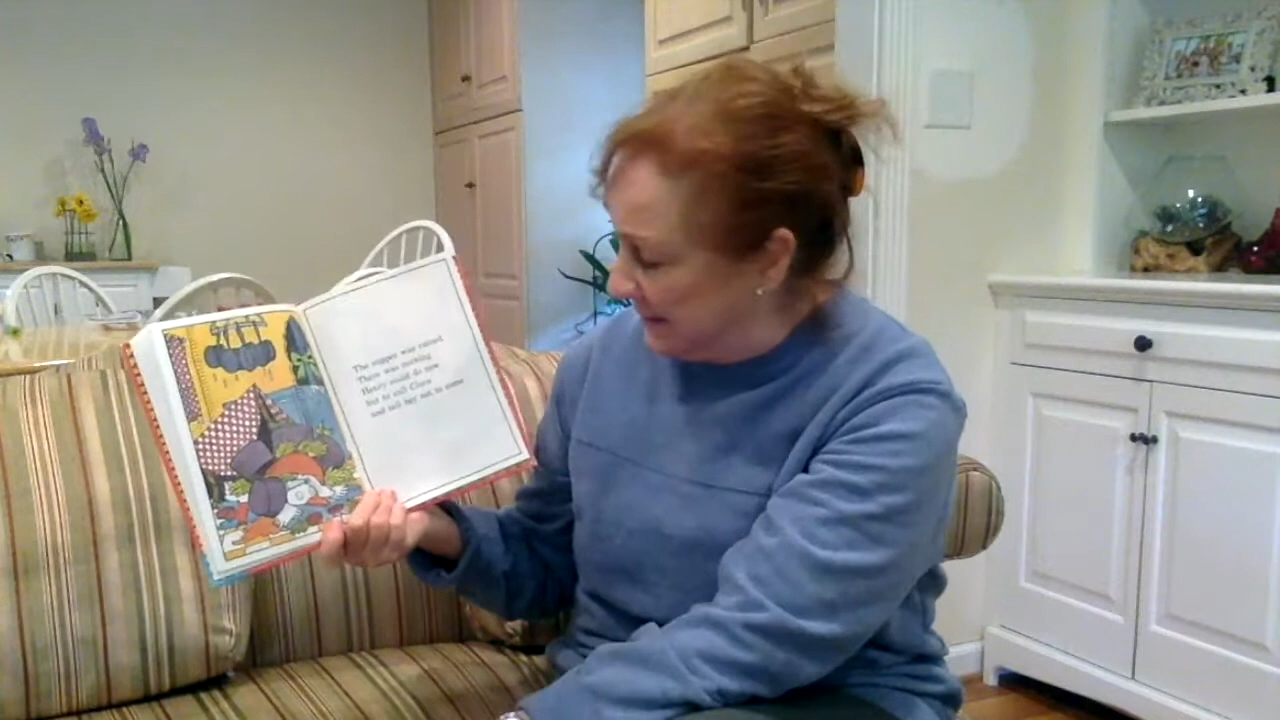 The supper was ruined.
There was nothing
Henry could do now
but to call Clara
and tell her not to come